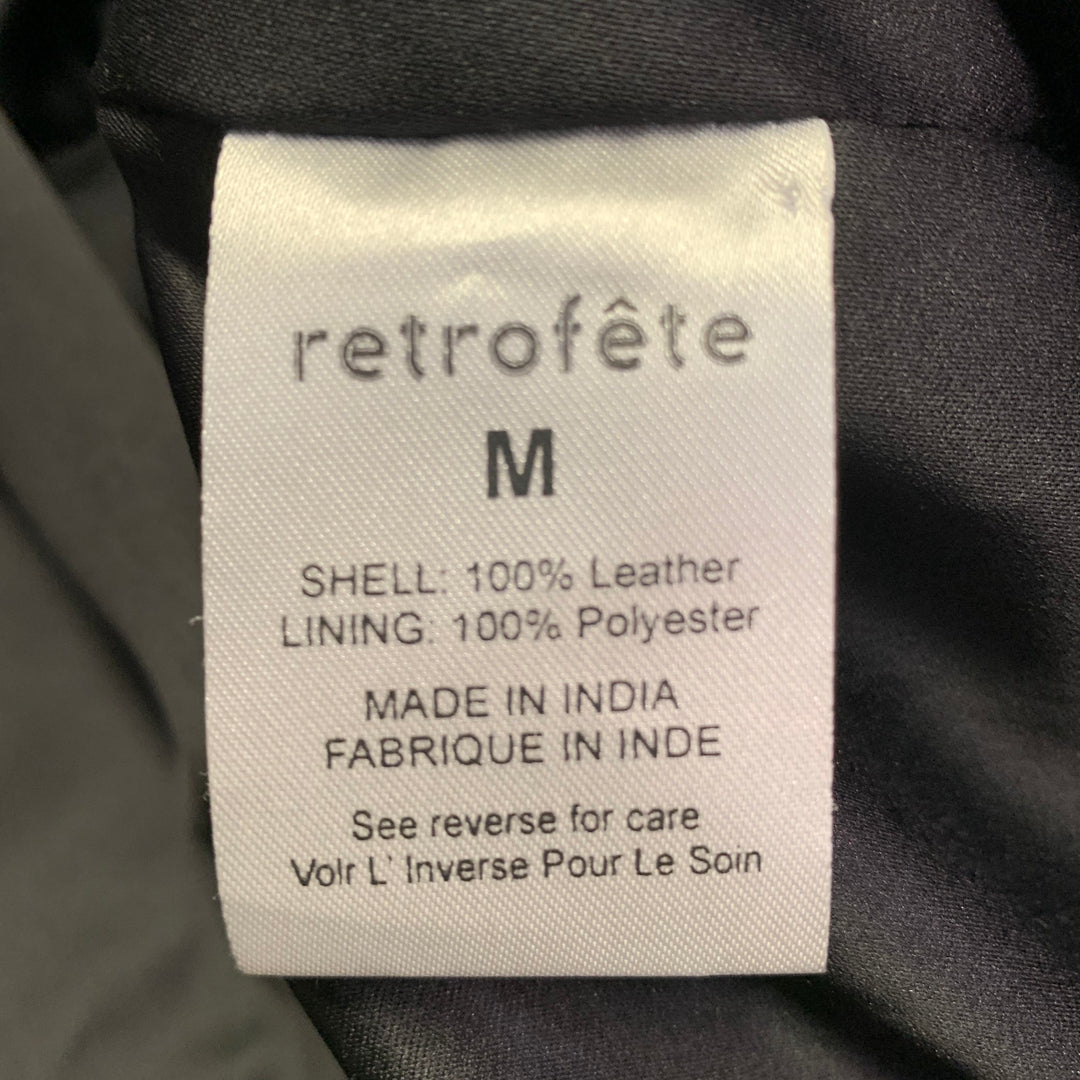 retrofête
M
SHELL: 100% Leather
LINING: 100% Polyester
MADE IN INDIA
FABRIQUE IN INDE
See reverse for care
Voir L' Inverse Pour Le Soin